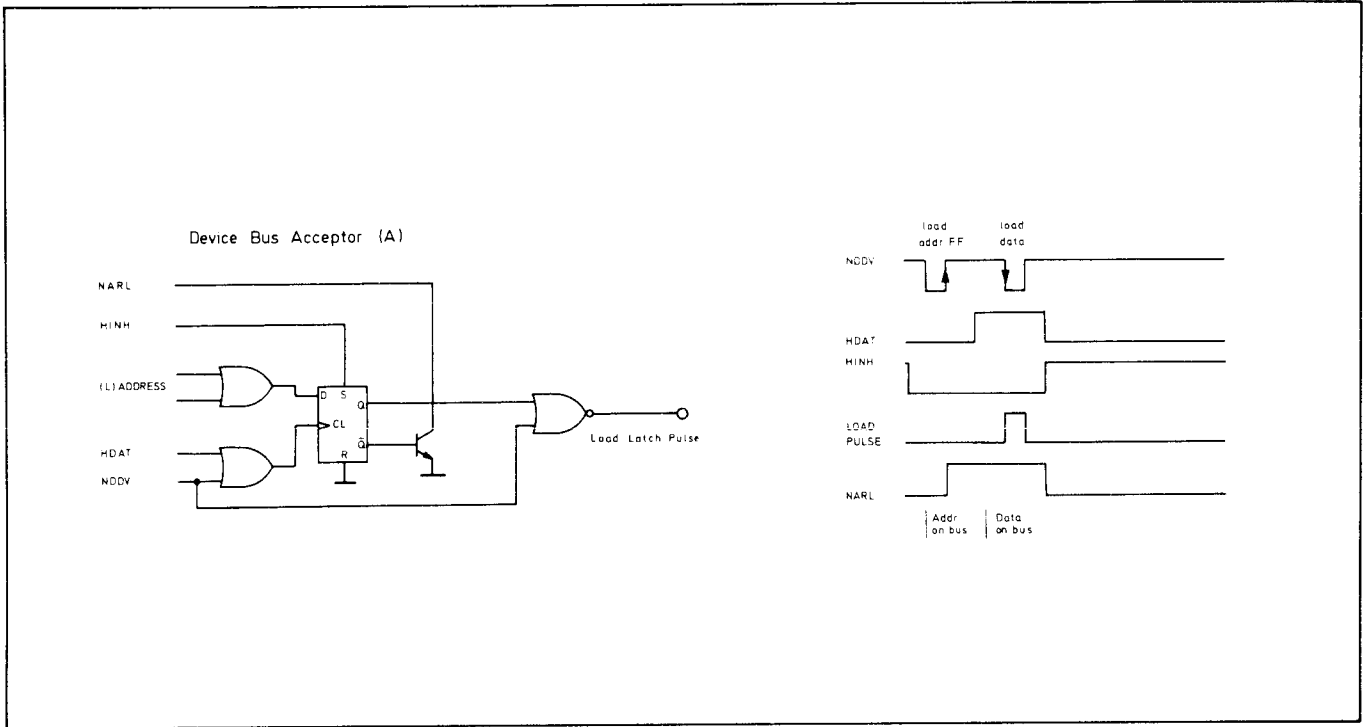 Device Bus Acceptor (A)
NARL
HINH
(L) ADDRESS
HDAT
NDDV
D S
Q
CL
Q̄
R
Load Latch Pulse
load
addr FF
load
data
NDDV
HDAT
HINH
LOAD
PULSE
NARL
Addr
on bus
Data
on bus